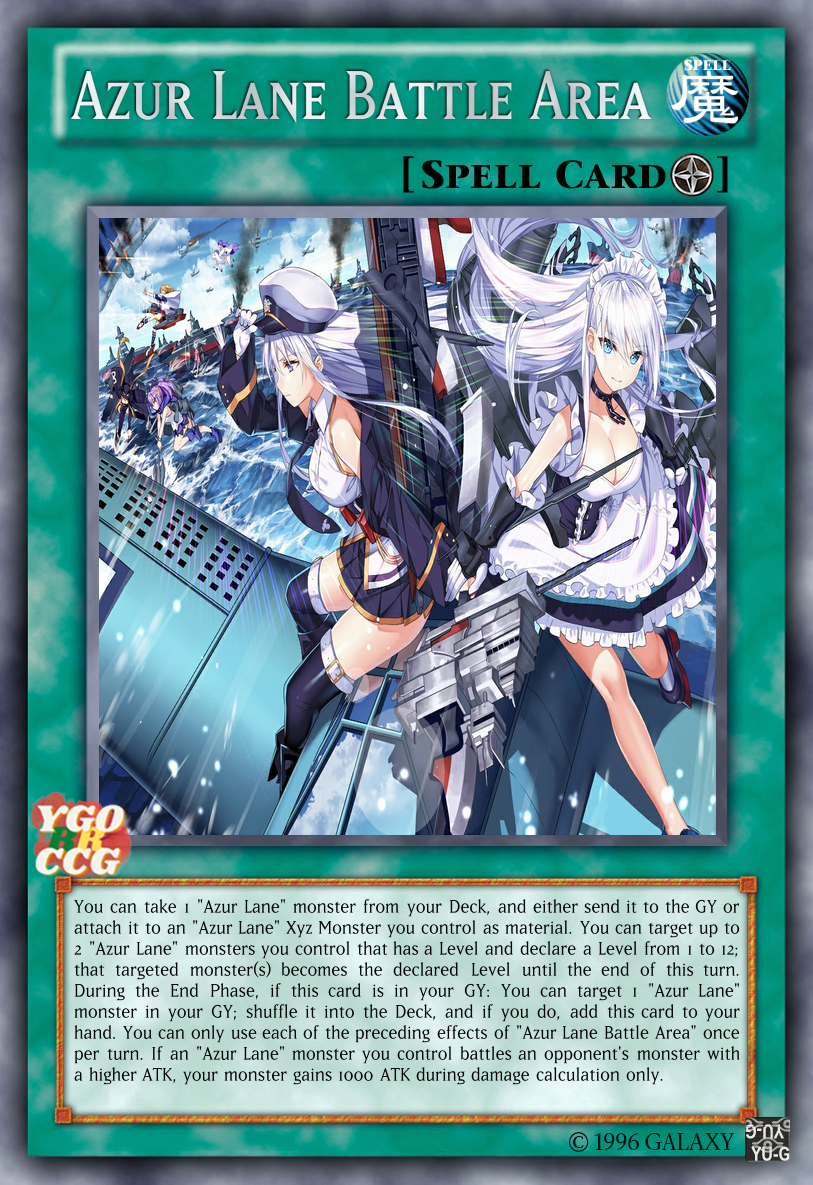 Azur Lane Battle Area
SPELL
魔
[Spell Card]
YGO
RR
CCG
You can take 1 "Azur Lane" monster from your Deck, and either send it to the GY or
attach it to an "Azur Lane" Xyz Monster you control as material. You can target up to
2 "Azur Lane" monsters you control that has a Level and declare a Level from 1 to 12;
that targeted monster(s) becomes the declared Level until the end of this turn.
During the End Phase, if this card is in your GY: You can target 1 "Azur Lane"
monster in your GY; shuffle it into the Deck, and if you do, add this card to your
hand. You can only use each of the preceding effects of "Azur Lane Battle Area" once
per turn. If an "Azur Lane" monster you control battles an opponent's monster with
a higher ATK, your monster gains 1000 ATK during damage calculation only.
© 1996 GALAXY
YU-G